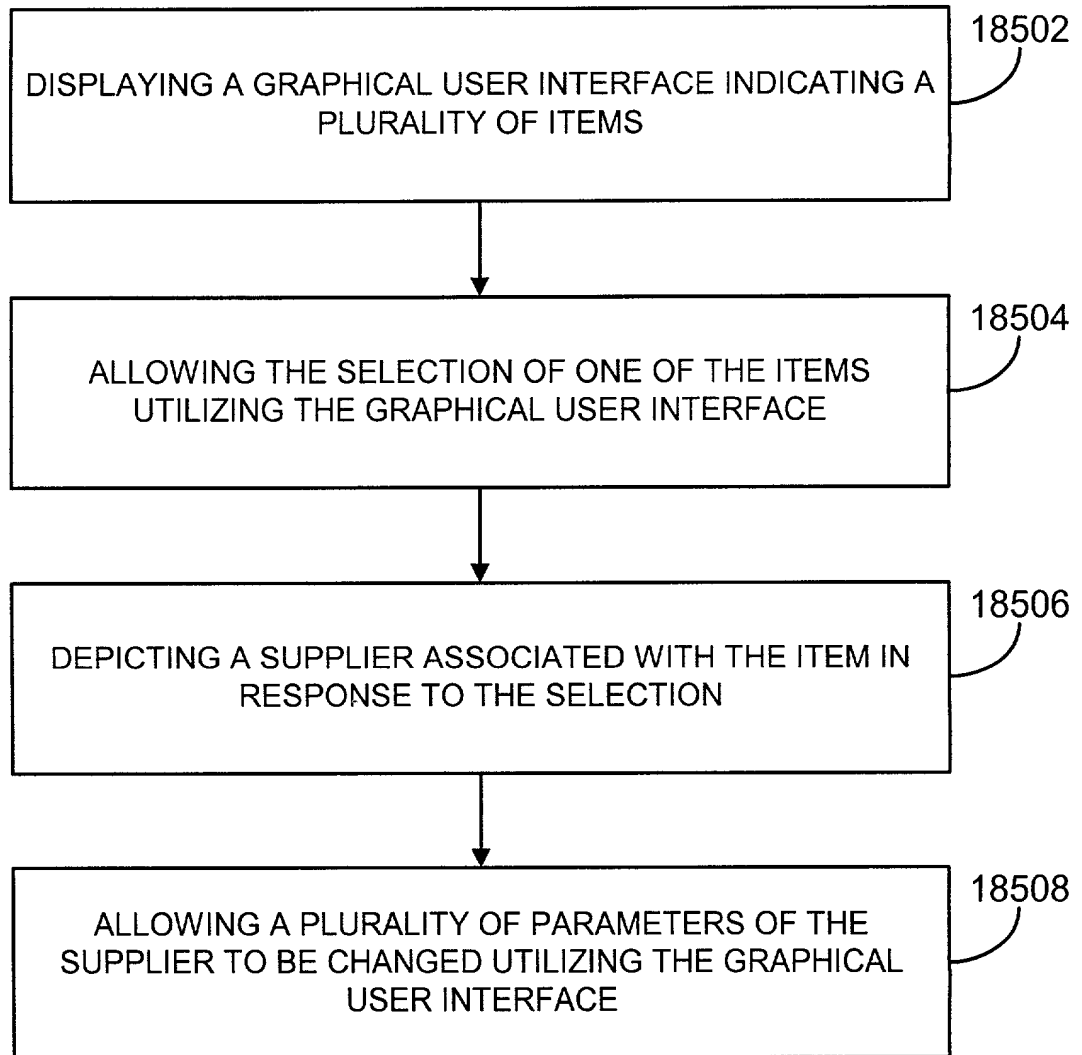 18502
DISPLAYING A GRAPHICAL USER INTERFACE INDICATING A
PLURALITY OF ITEMS
18504
ALLOWING THE SELECTION OF ONE OF THE ITEMS
UTILIZING THE GRAPHICAL USER INTERFACE
18506
DEPICTING A SUPPLIER ASSOCIATED WITH THE ITEM IN
RESPONSE TO THE SELECTION
18508
ALLOWING A PLURALITY OF PARAMETERS OF THE
SUPPLIER TO BE CHANGED UTILIZING THE GRAPHICAL
USER INTERFACE